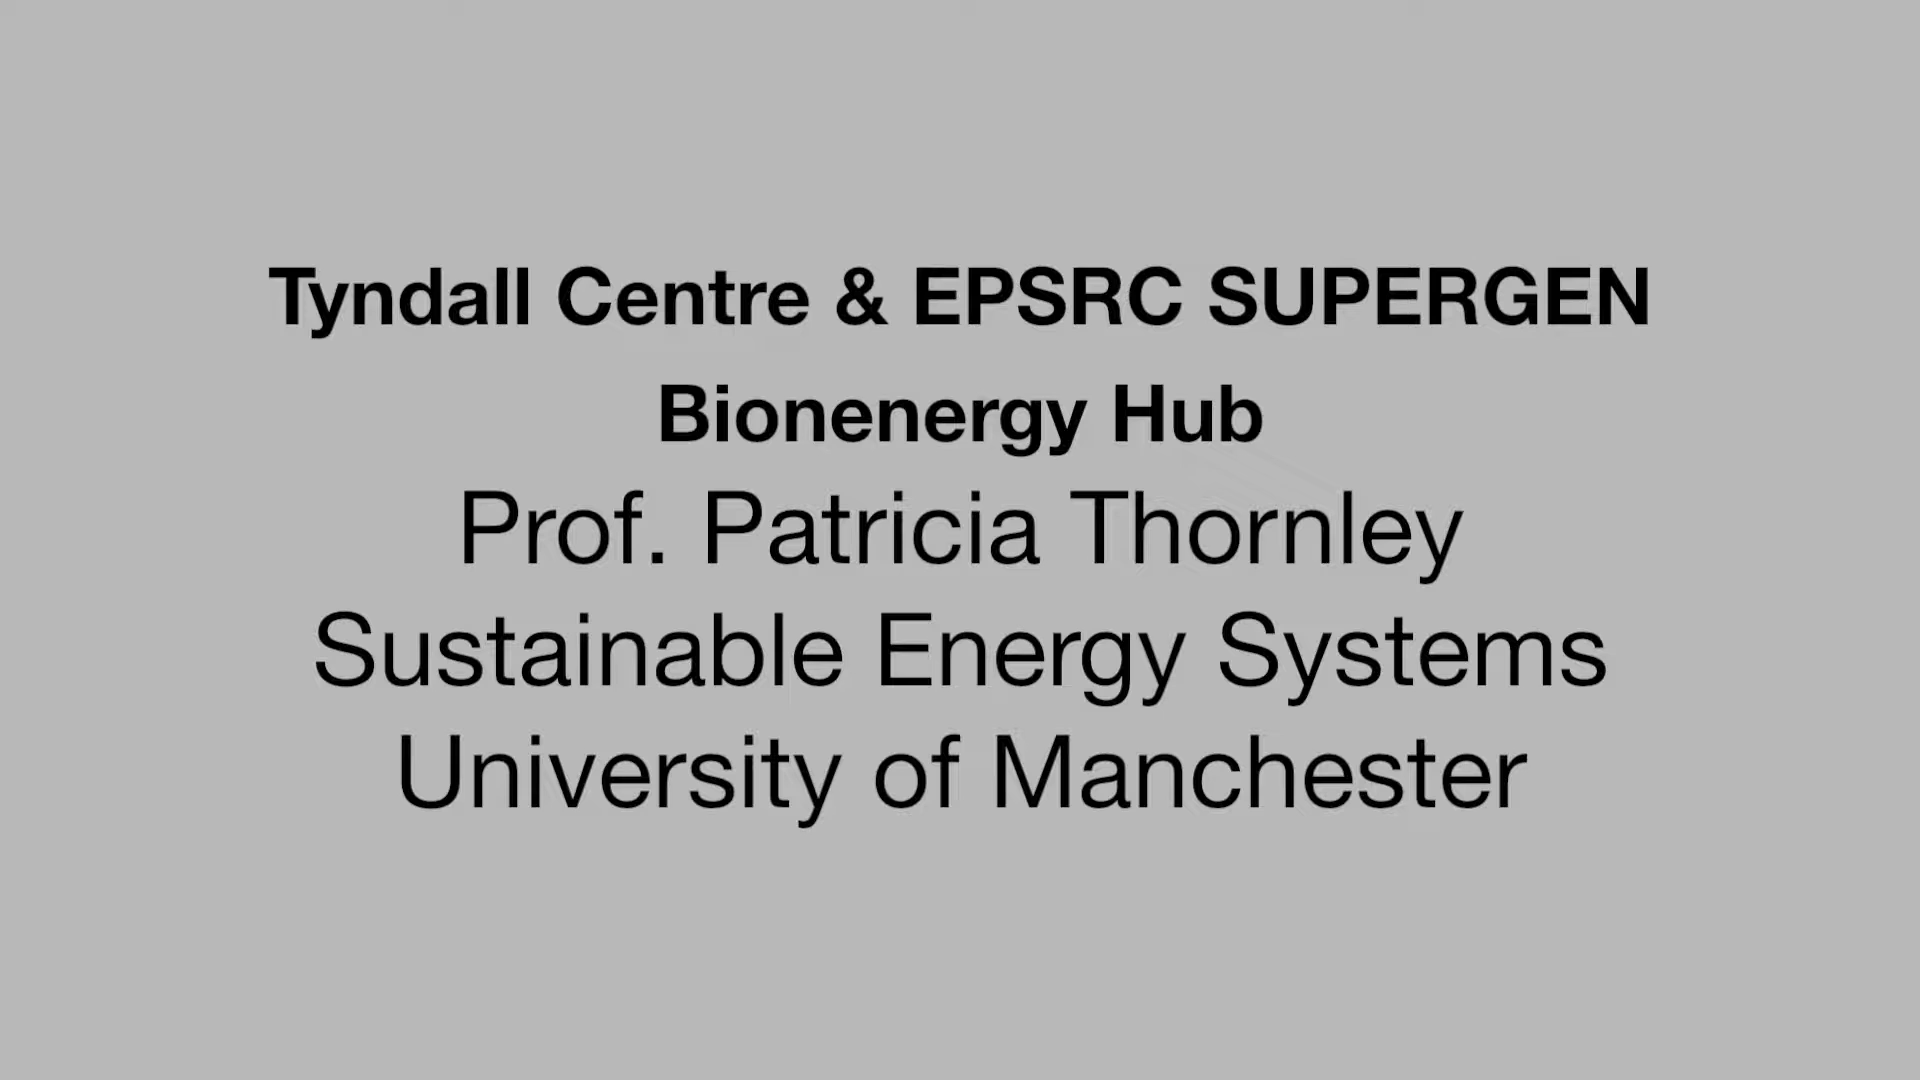 Tyndall Centre & EPSRC SUPERGEN
Bionenergy Hub
Prof. Patricia Thornley
Sustainable Energy Systems
University of Manchester